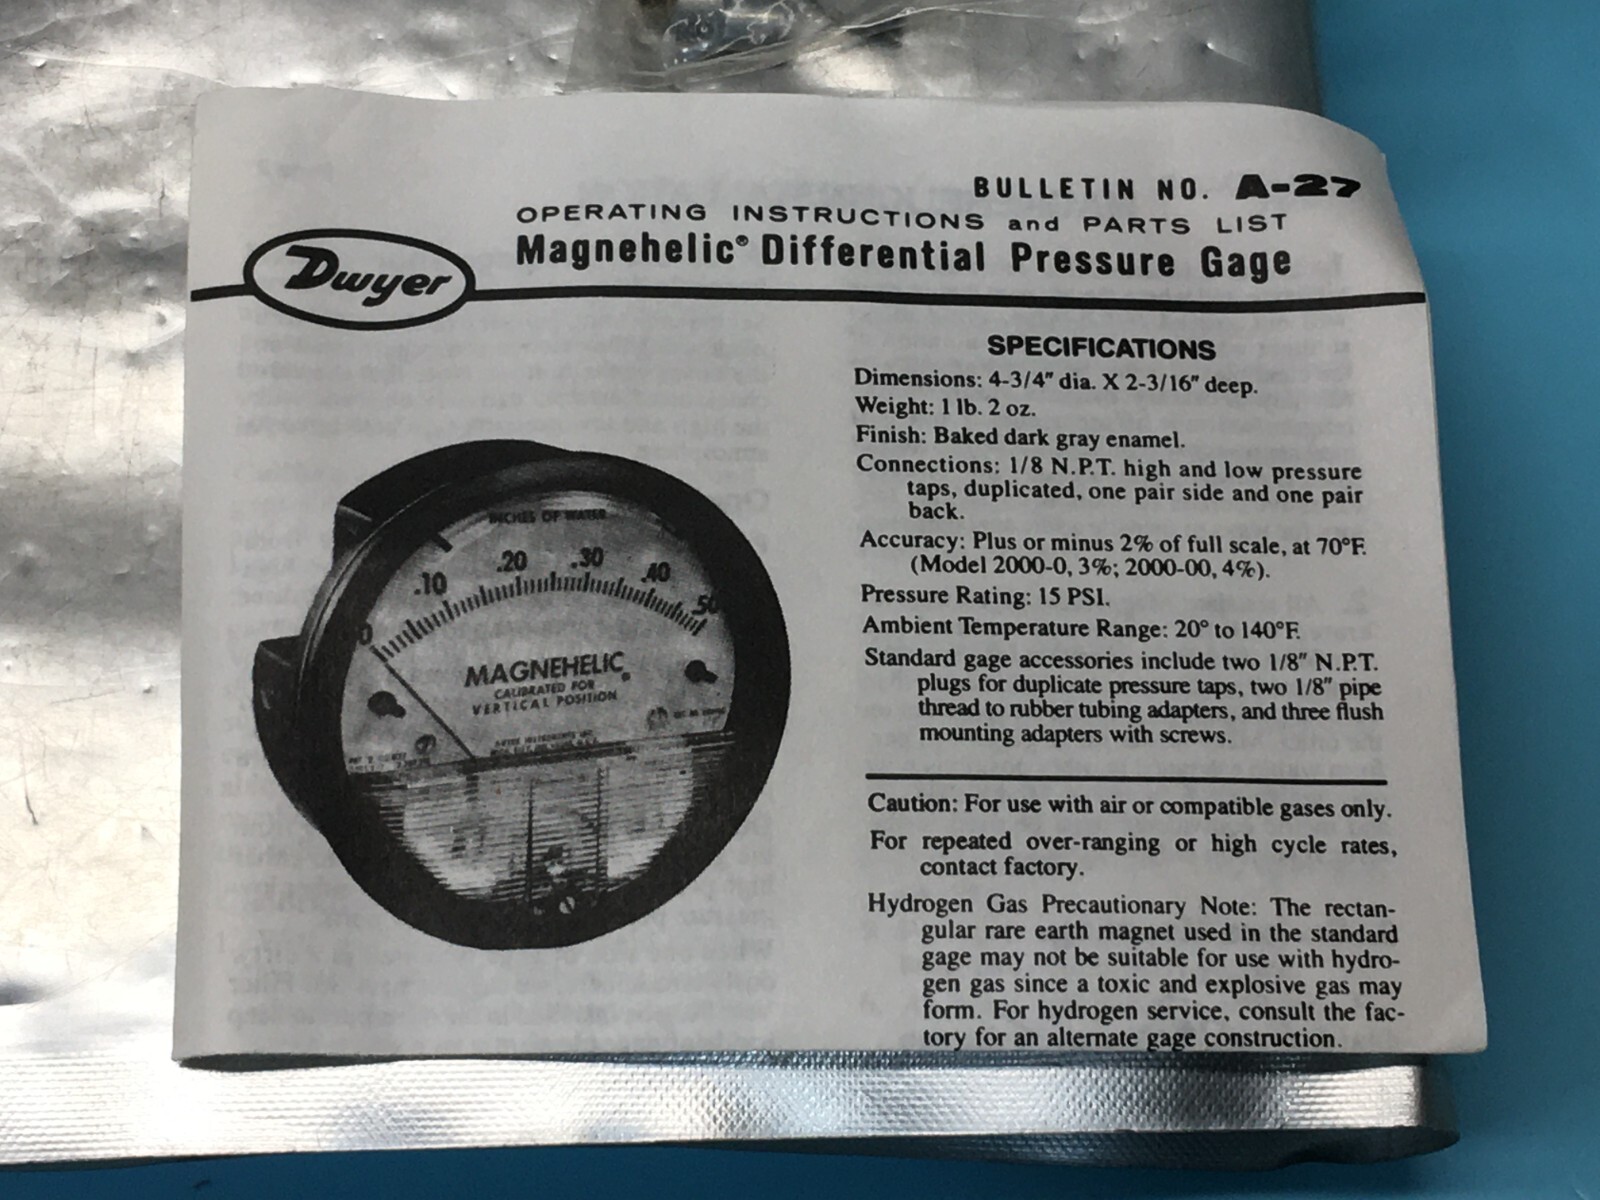 BULLETIN NO. A-27
OPERATING INSTRUCTIONS and PARTS LIST
Magnehelic® Differential Pressure Gage
Dwyer
SPECIFICATIONS
Dimensions: 4-3/4" dia. X 2-3/16" deep.
Weight: 1 lb. 2 oz.
Finish: Baked dark gray enamel.
Connections: 1/8 N.P.T. high and low pressure
taps, duplicated, one pair side and one pair
back.
Accuracy: Plus or minus 2% of full scale, at 70°F.
(Model 2000-0, 3%; 2000-00, 4%).
Pressure Rating: 15 PSI.
Ambient Temperature Range: 20° to 140°F.
Standard gage accessories include two 1/8" N.P.T.
plugs for duplicate pressure taps, two 1/8" pipe
thread to rubber tubing adapters, and three flush
mounting adapters with screws.
Caution: For use with air or compatible gases only.
For repeated over-ranging or high cycle rates,
contact factory.
Hydrogen Gas Precautionary Note: The rectan-
gular rare earth magnet used in the standard
gage may not be suitable for use with hydro-
gen gas since a toxic and explosive gas may
form. For hydrogen service, consult the fac-
tory for an alternate gage construction.
INCHES OF WATER
0 .10 .20 .30 .40 .50
MAGNEHELIC®
CALIBRATED FOR
VERTICAL POSITION